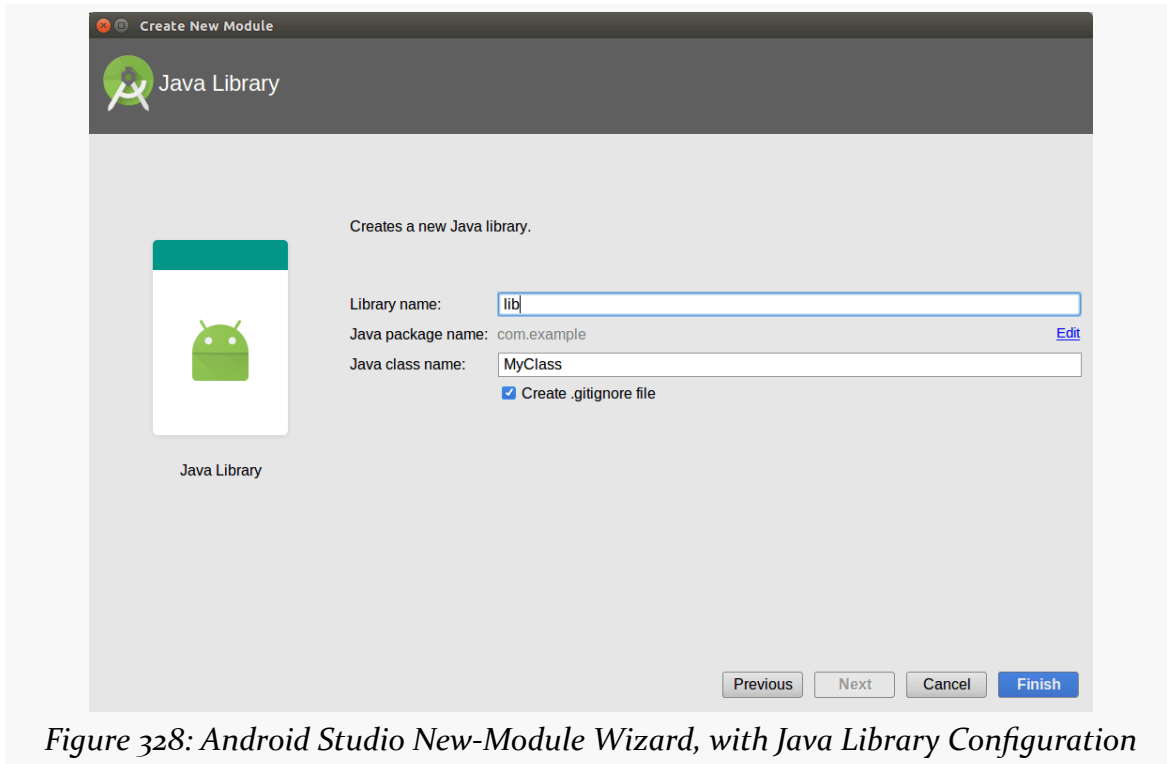 Create New Module
Java Library
Creates a new Java library.
Library name: lib
Java package name: com.example Edit
Java class name: MyClass
Create .gitignore file
Java Library
Previous Next Cancel Finish
Figure 328: Android Studio New-Module Wizard, with Java Library Configuration